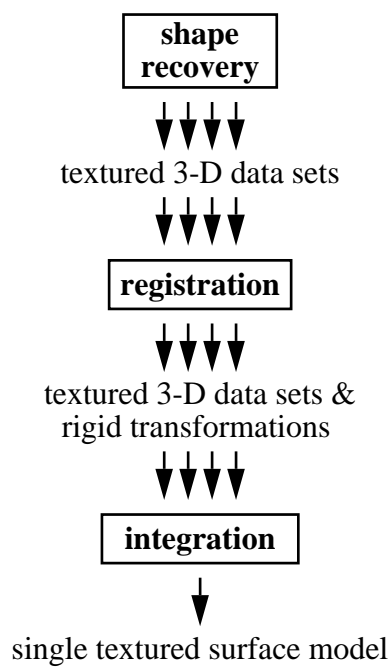 shape
recovery
textured 3-D data sets
registration
textured 3-D data sets &
rigid transformations
integration
single textured surface model